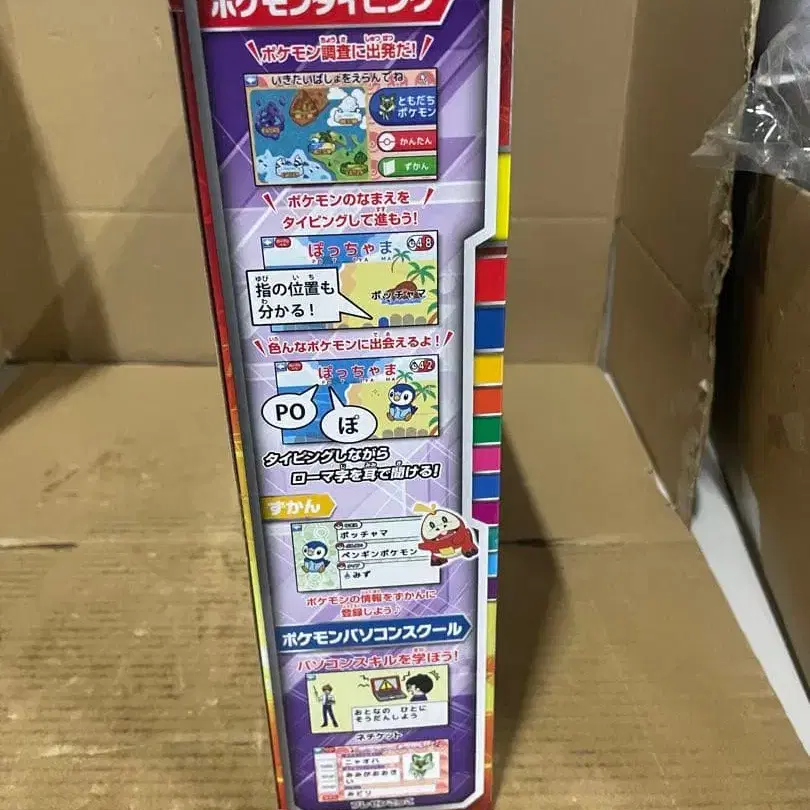 ポケモンタイピング
ポケモン調査に出発だ!
いきたいばしょをえらんでね
ともだち
ポケモン
かんたん
ずかん
ポケモンのなまえを
タイピングして進もう!
ぽっちゃま
48
指の位置も
分かる!
ポッチャマ
色んなポケモンに出会えるよ!
ぽっちゃま
42
PO
ぽ
タイピングしながら
ローマ字を耳で聞ける!
ずかん
ポッチャマ
ペンギンポケモン
みず
ポケモンの情報をずかんに
登録しよう♪
ポケモンパソコンスクール
パソコンスキルを学ぼう!
おとなの ひとに
そうだんしよう
ネチケット
ニャオハ
みどり